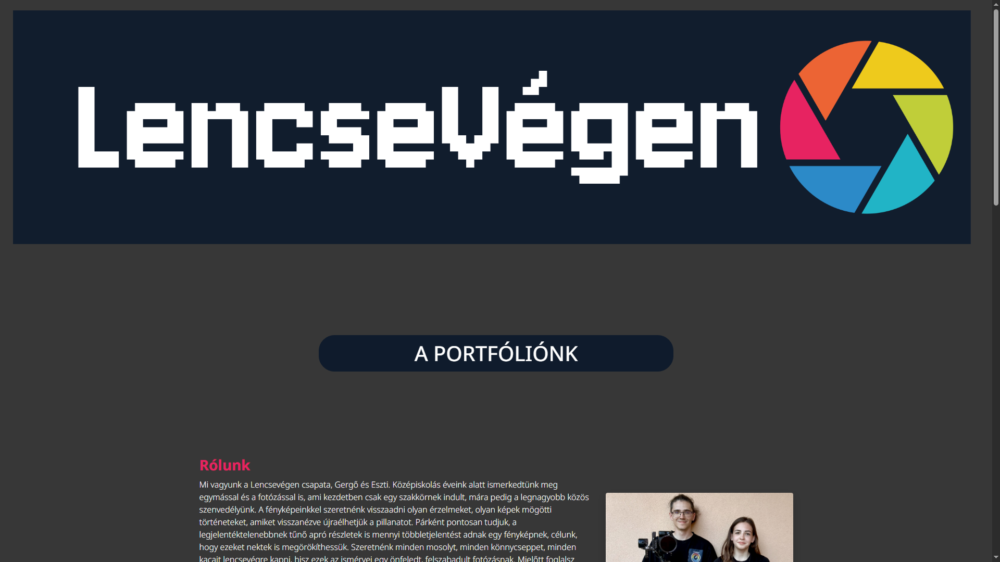 LencseVégen
A PORTFÓLIÓNK
Rólunk
Mi vagyunk a Lencsevégen csapata, Gergő és Eszti. Középiskolás éveink alatt ismerkedtünk meg
egymással és a fotózással is, ami kezdetben csak egy szakkörnek indult, mára pedig a legnagyobb közös
szenvedélyünk. A fényképeinkkel szeretnénk visszaadni olyan érzelmeket, olyan képek mögötti
történeteket, amiket visszanézve újraélhetjük a pillanatot. Párként pontosan tudjuk, a
legjelentéktelenebbnek tűnő apró részletek is mennyi többletjelentést adnak egy fényképnek, célunk,
hogy ezeket nektek is megörökíthessük. Szeretnénk minden mosolyt, minden könnycseppet, minden
kacajt lencsevégre kapni, hisz ezek az ismérvei egy önfeledt, felszabadult fotózásnak. Mielőtt foglalsz